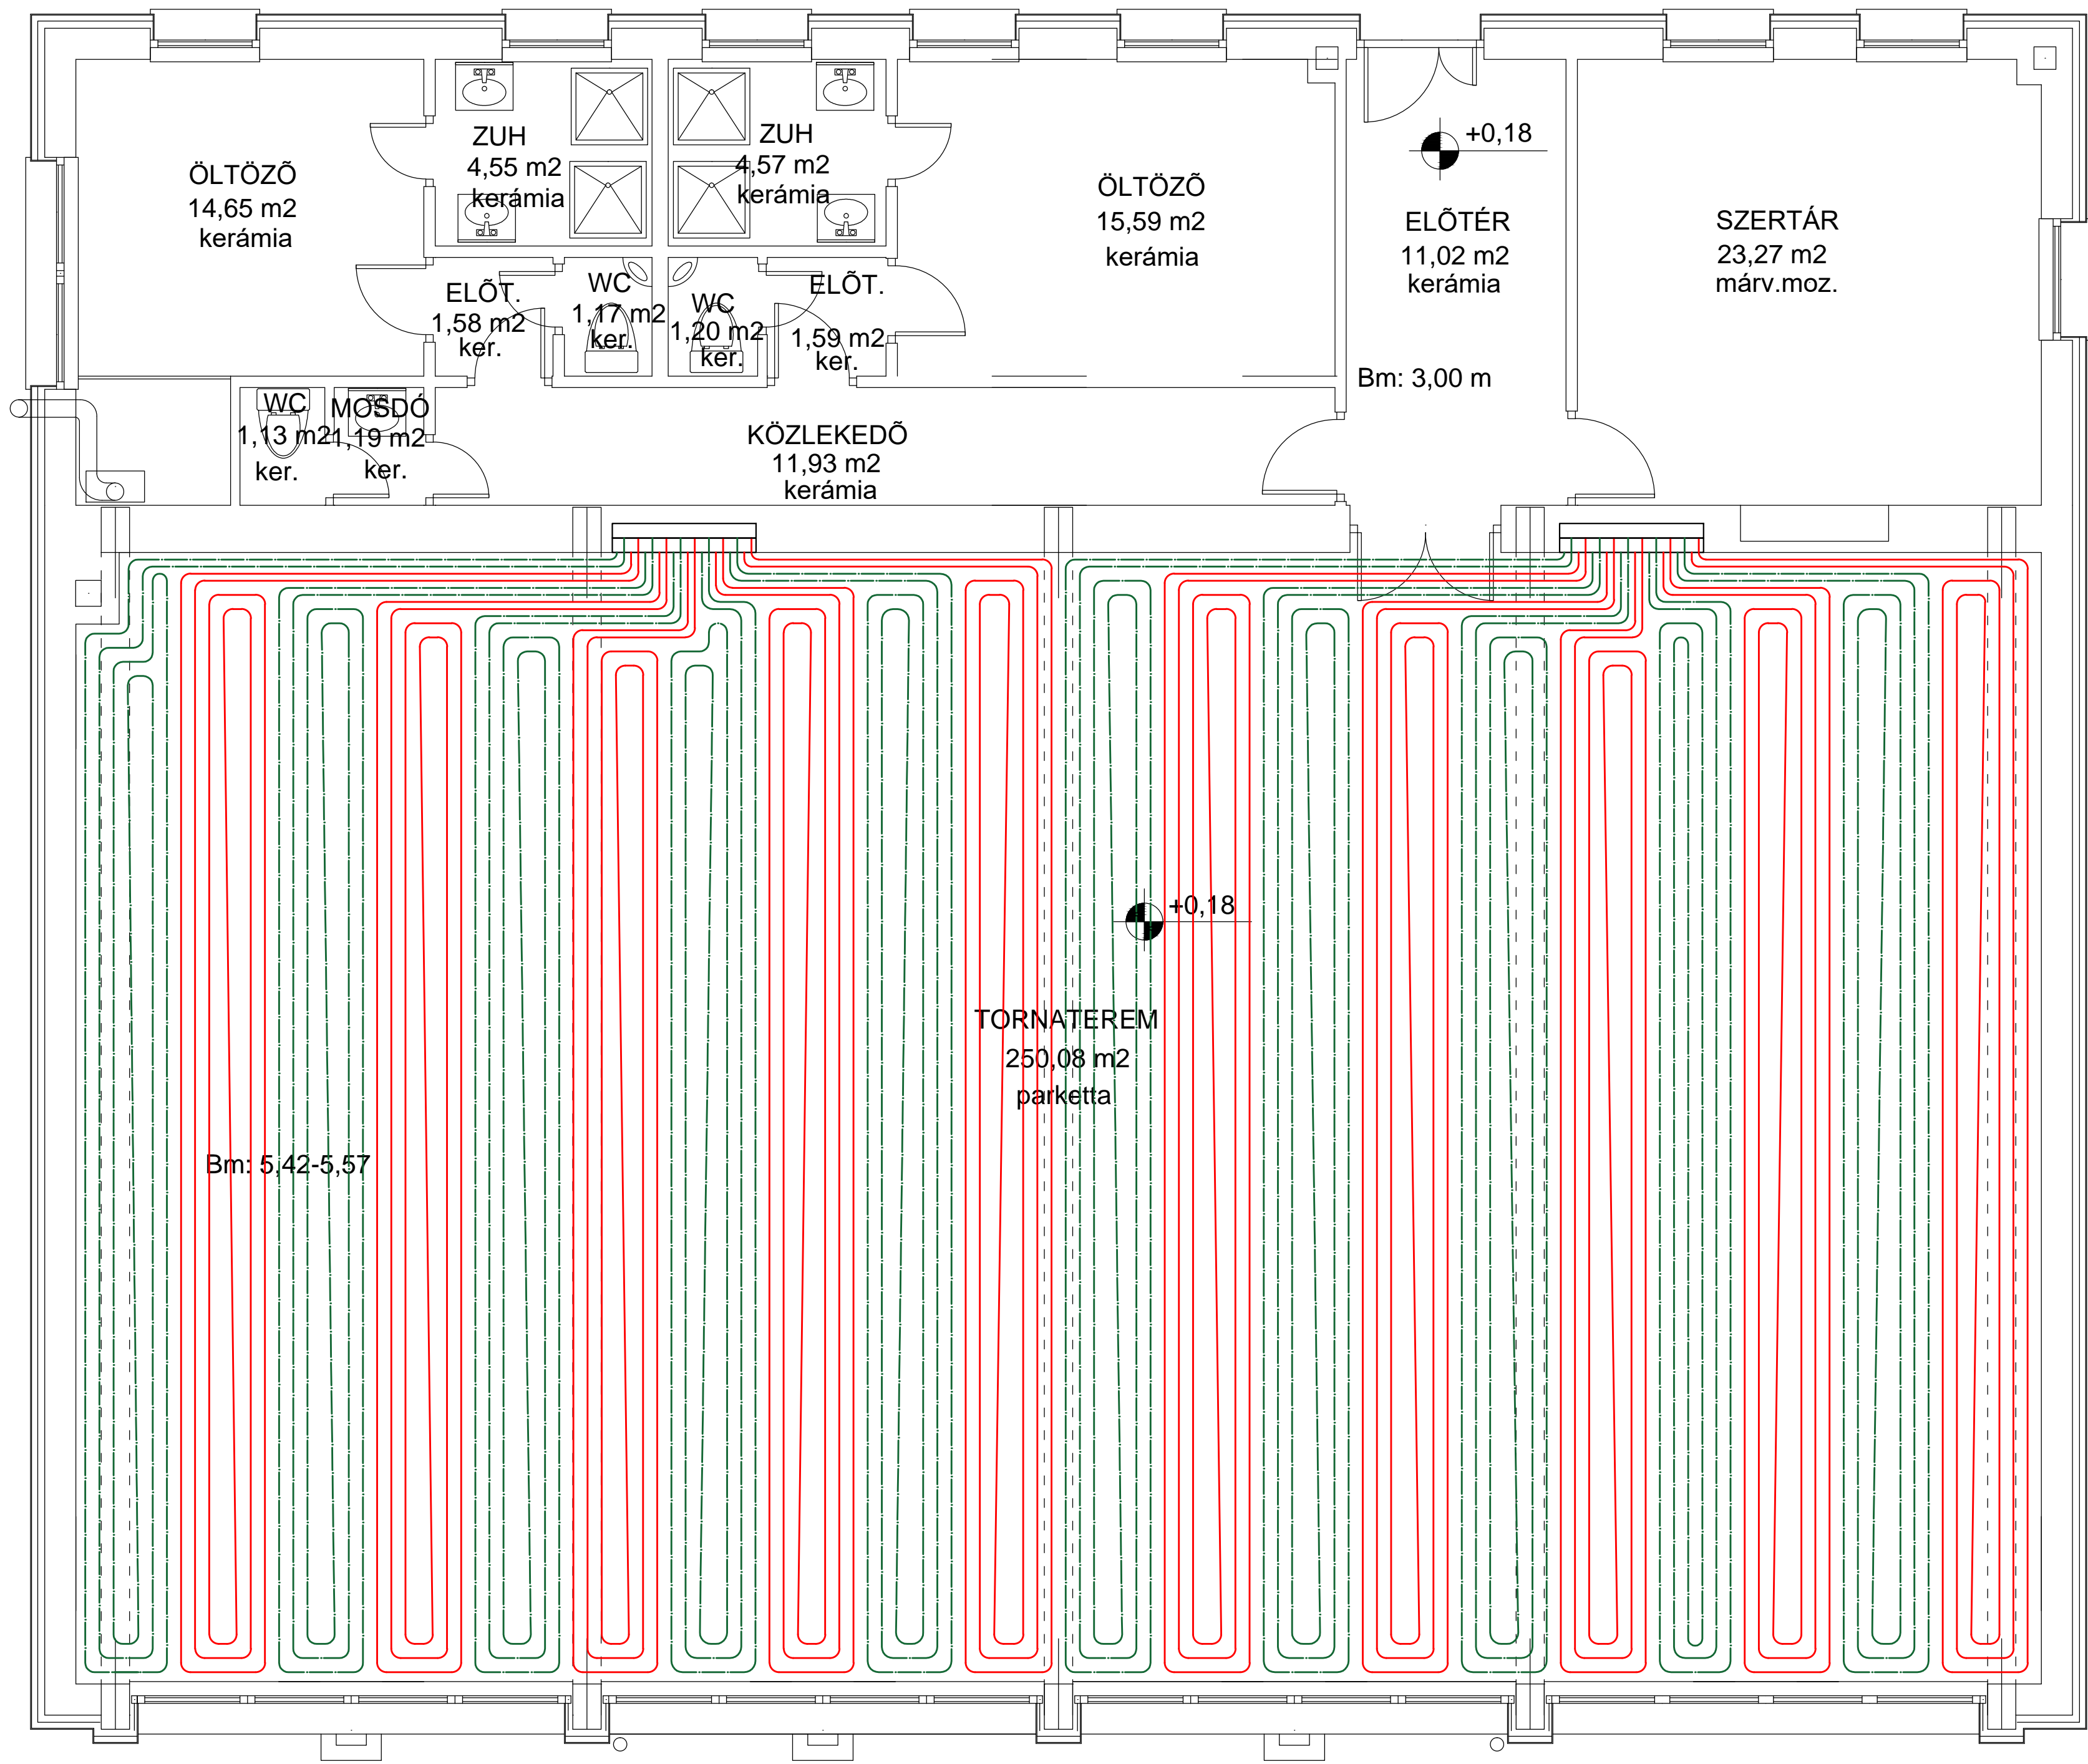 ÖLTÖZÕ
14,65 m2
kerámia
ZUH
4,55 m2
kerámia
ZUH
4,57 m2
kerámia
ÖLTÖZÕ
15,59 m2
kerámia
+0,18
ELÕTÉR
11,02 m2
kerámia
SZERTÁR
23,27 m2
márv.moz.
ELÕT.
1,58 m2
ker.
WC
1,17 m2
ker.
WC
1,20 m2
ker.
ELÕT.
1,59 m2
ker.
Bm: 3,00 m
WC
1,13 m2
ker.
MOSDÓ
1,19 m2
ker.
KÖZLEKEDÕ
11,93 m2
kerámia
+0,18
TORNATEREM
250,08 m2
parketta
Bm: 5,42-5,57